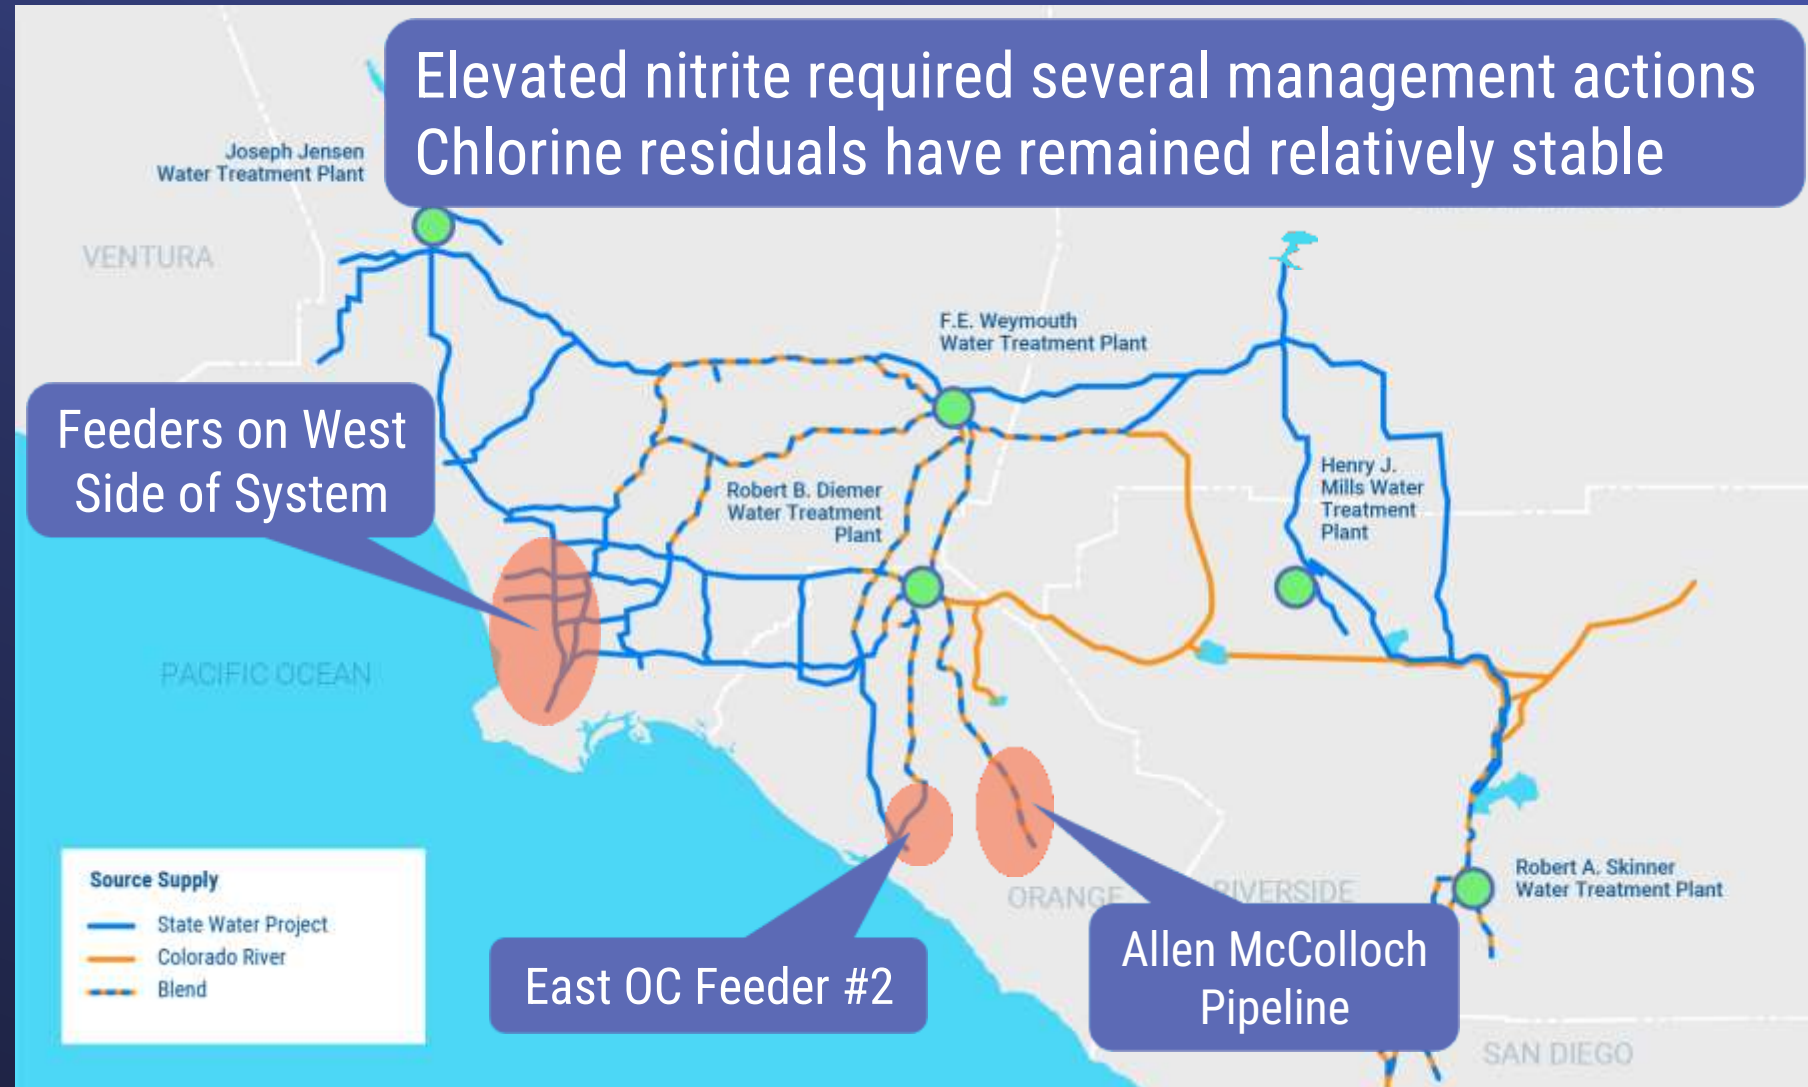 Elevated nitrite required several management actions
Chlorine residuals have remained relatively stable
Joseph Jensen
Water Treatment Plant
VENTURA
F.E. Weymouth
Water Treatment Plant
Feeders on West
Side of System
Robert B. Diemer
Water Treatment
Plant
Henry J.
Mills Water
Treatment
Plant
PACIFIC OCEAN
Source Supply
State Water Project
Colorado River
Blend
ORANGE
RIVERSIDE
Robert A. Skinner
Water Treatment Plant
East OC Feeder #2
Allen McColloch
Pipeline
SAN DIEGO